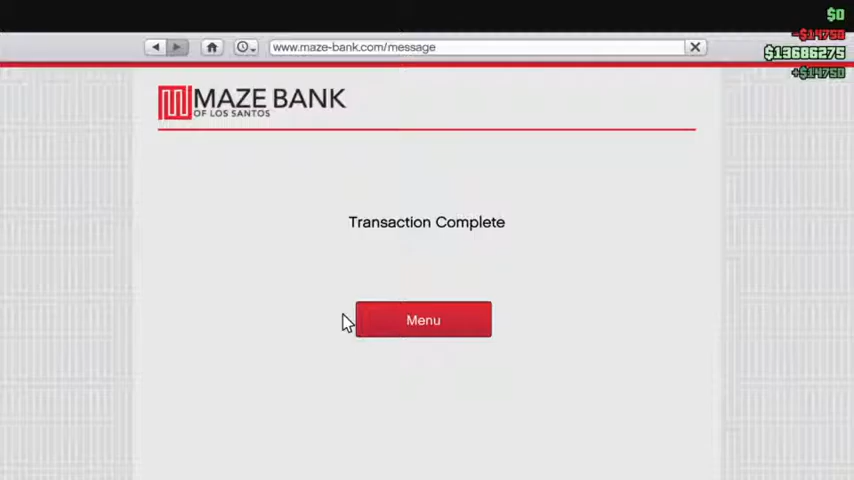 $0
-$14750
www.maze-bank.com/message
$13686275
+$14750
MAZE BANK
OF LOS SANTOS
Transaction Complete
Menu